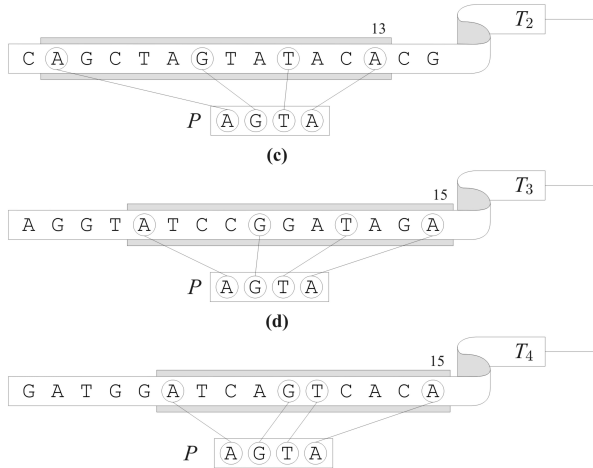 13
T₂
C A G C T A G T A T A C A C G
P A G T A
(c)
15
T₃
A G G T A T C C G G A T A G A
P A G T A
(d)
15
T₄
G A T G G A T C A G T C A C A
P A G T A